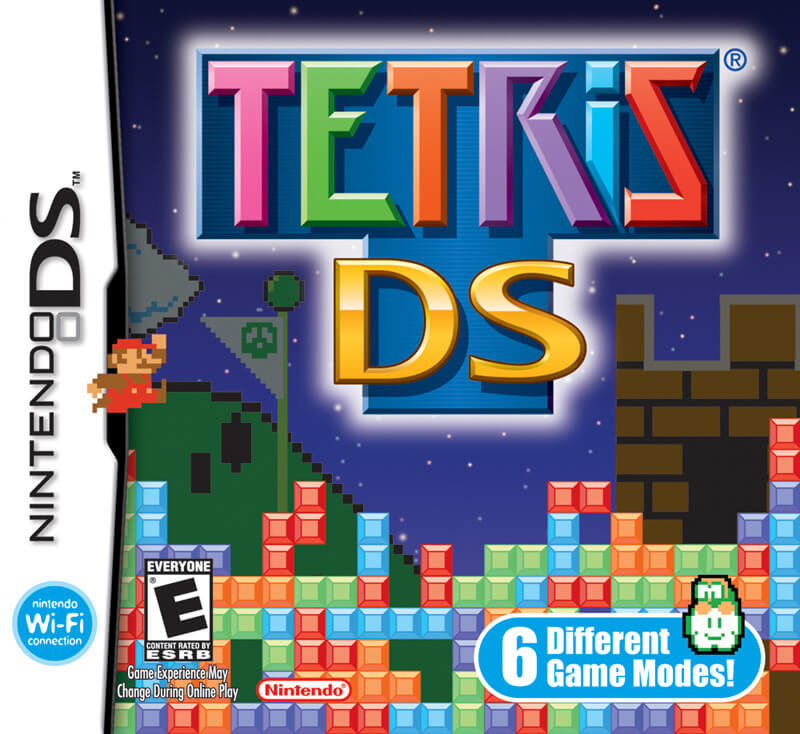 TETRIS®
DS
NINTENDO DS™
EVERYONE
E®
CONTENT RATED BY
ESRB
Game Experience May
Change During Online Play
Nintendo®
nintendo
Wi-Fi
connection
6 Different
Game Modes!